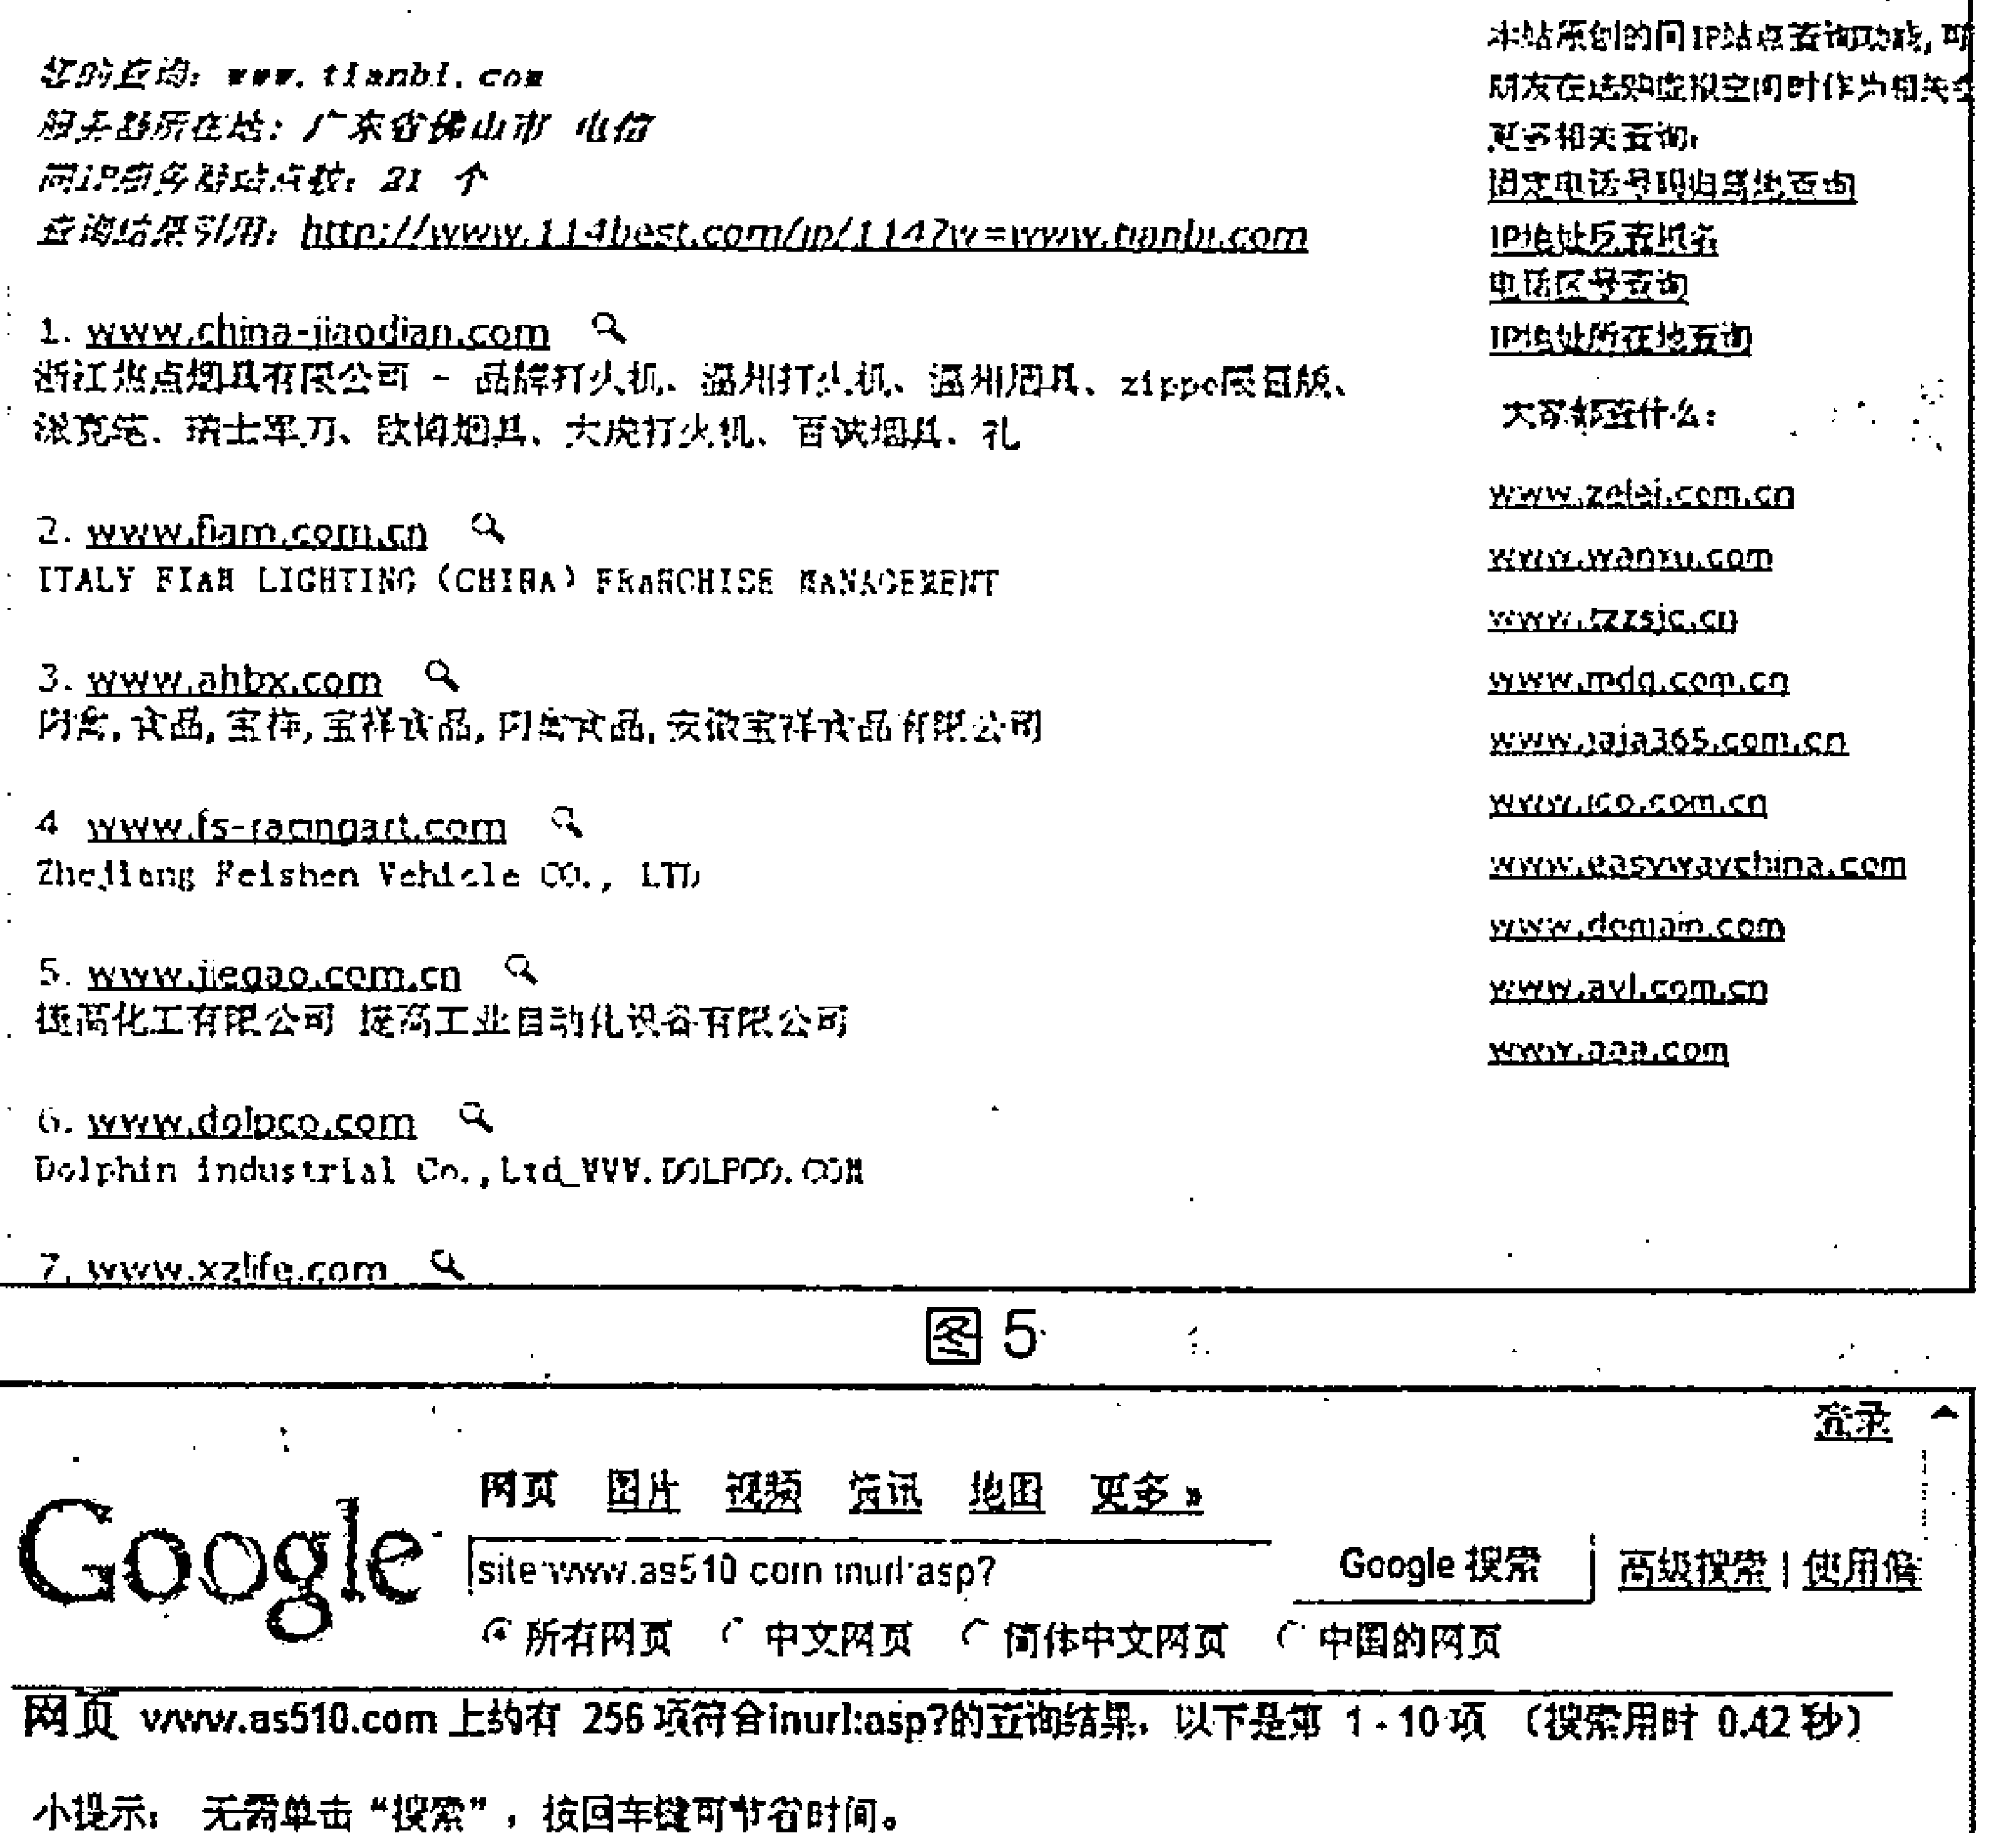 您的查询: www.tianbi.com
服务器所在地: 广东省佛山市 电信
同IP服务器站点数: 21 个
查询结果引用: http://www.114best.com/ip/114?w=www.tianbi.com
1. www.china-jiaodian.com
浙江焦点烟具有限公司 - 品牌打火机、温州打火机、温州烟具、zippo限量版、
派克笔、瑞士军刀、欧博烟具、大虎打火机、百诚烟具、礼
2. www.fiam.com.cn
ITALY FIAM LIGHTING (CHINA) FRANCHISE MANAGEMENT
3. www.ahbx.com
肉禽,食品,宝祥,宝祥食品,肉禽食品,安徽宝祥食品有限公司
4 www.fs-racingart.com
Zhejiang Feishen Vehicle CO., LTD
5. www.jiegao.com.cn
捷高化工有限公司 捷高工业自动化设备有限公司
6. www.dolpco.com
Dolphin industrial Co.,Ltd_WWW.DOLPCO.COM
7. www.xzlife.com
本站原创的同IP站点查询功能,可
朋友在选购虚拟空间时作为相关
更多相关查询:
固定电话号码归属地查询
IP地址反查域名
电话区号查询
IP地址所在地查询
大家都查什么:
www.zelei.com.cn
www.wanxu.com
www.tzzsjc.cn
www.mdq.com.cn
www.jaja365.com.cn
www.ico.com.cn
www.easywaychina.com
www.domain.com
www.avl.com.cn
www.aaa.com
图 5
登录
Google
网页 图片 视频 资讯 地图 更多 »
site:www.as510.com inurl:asp?
Google 搜索
高级搜索 | 使用偏
所有网页 中文网页 简体中文网页 中国的网页
网页 www.as510.com 上约有 256 项符合inurl:asp?的查询结果, 以下是第 1 - 10 项 (搜索用时 0.42 秒)
小提示: 无需单击“搜索”,按回车键可节省时间。